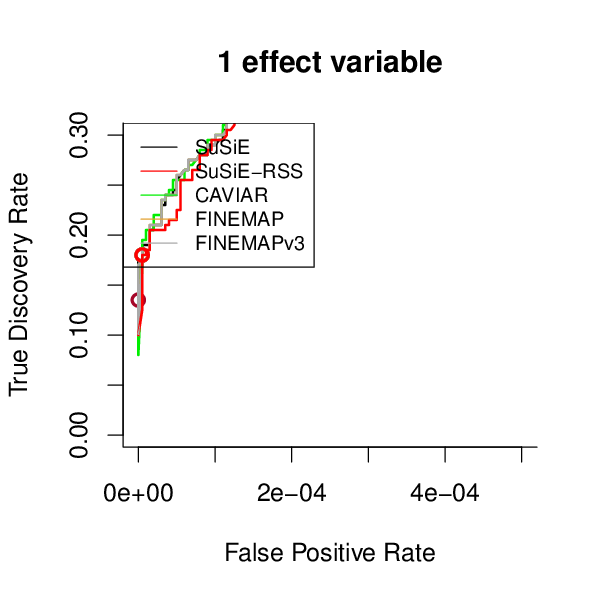 1 effect variable
True Discovery Rate
0.30
0.20
0.10
0.00
SuSiE
SuSiE−RSS
CAVIAR
FINEMAP
FINEMAPv3
0e+00 2e−04 4e−04
False Positive Rate